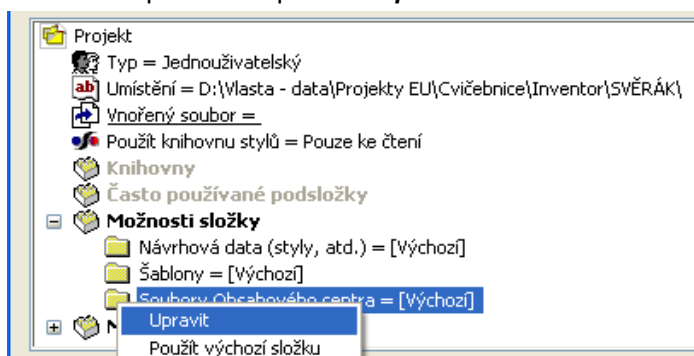 Projekt
Typ = Jednouživatelský
ab Umístění = D:\Vlasta - data\Projekty EU\Cvičebnice\Inventor\SVĚRÁK\
Vnořený soubor =
Použít knihovnu stylů = Pouze ke čtení
Knihovny
Často používané podsložky
Možnosti složky
Návrhová data (styly, atd.) = [Výchozí]
Šablony = [Výchozí]
Soubory Obsahového centra = [Výchozí]
Upravit
Použít výchozí složku